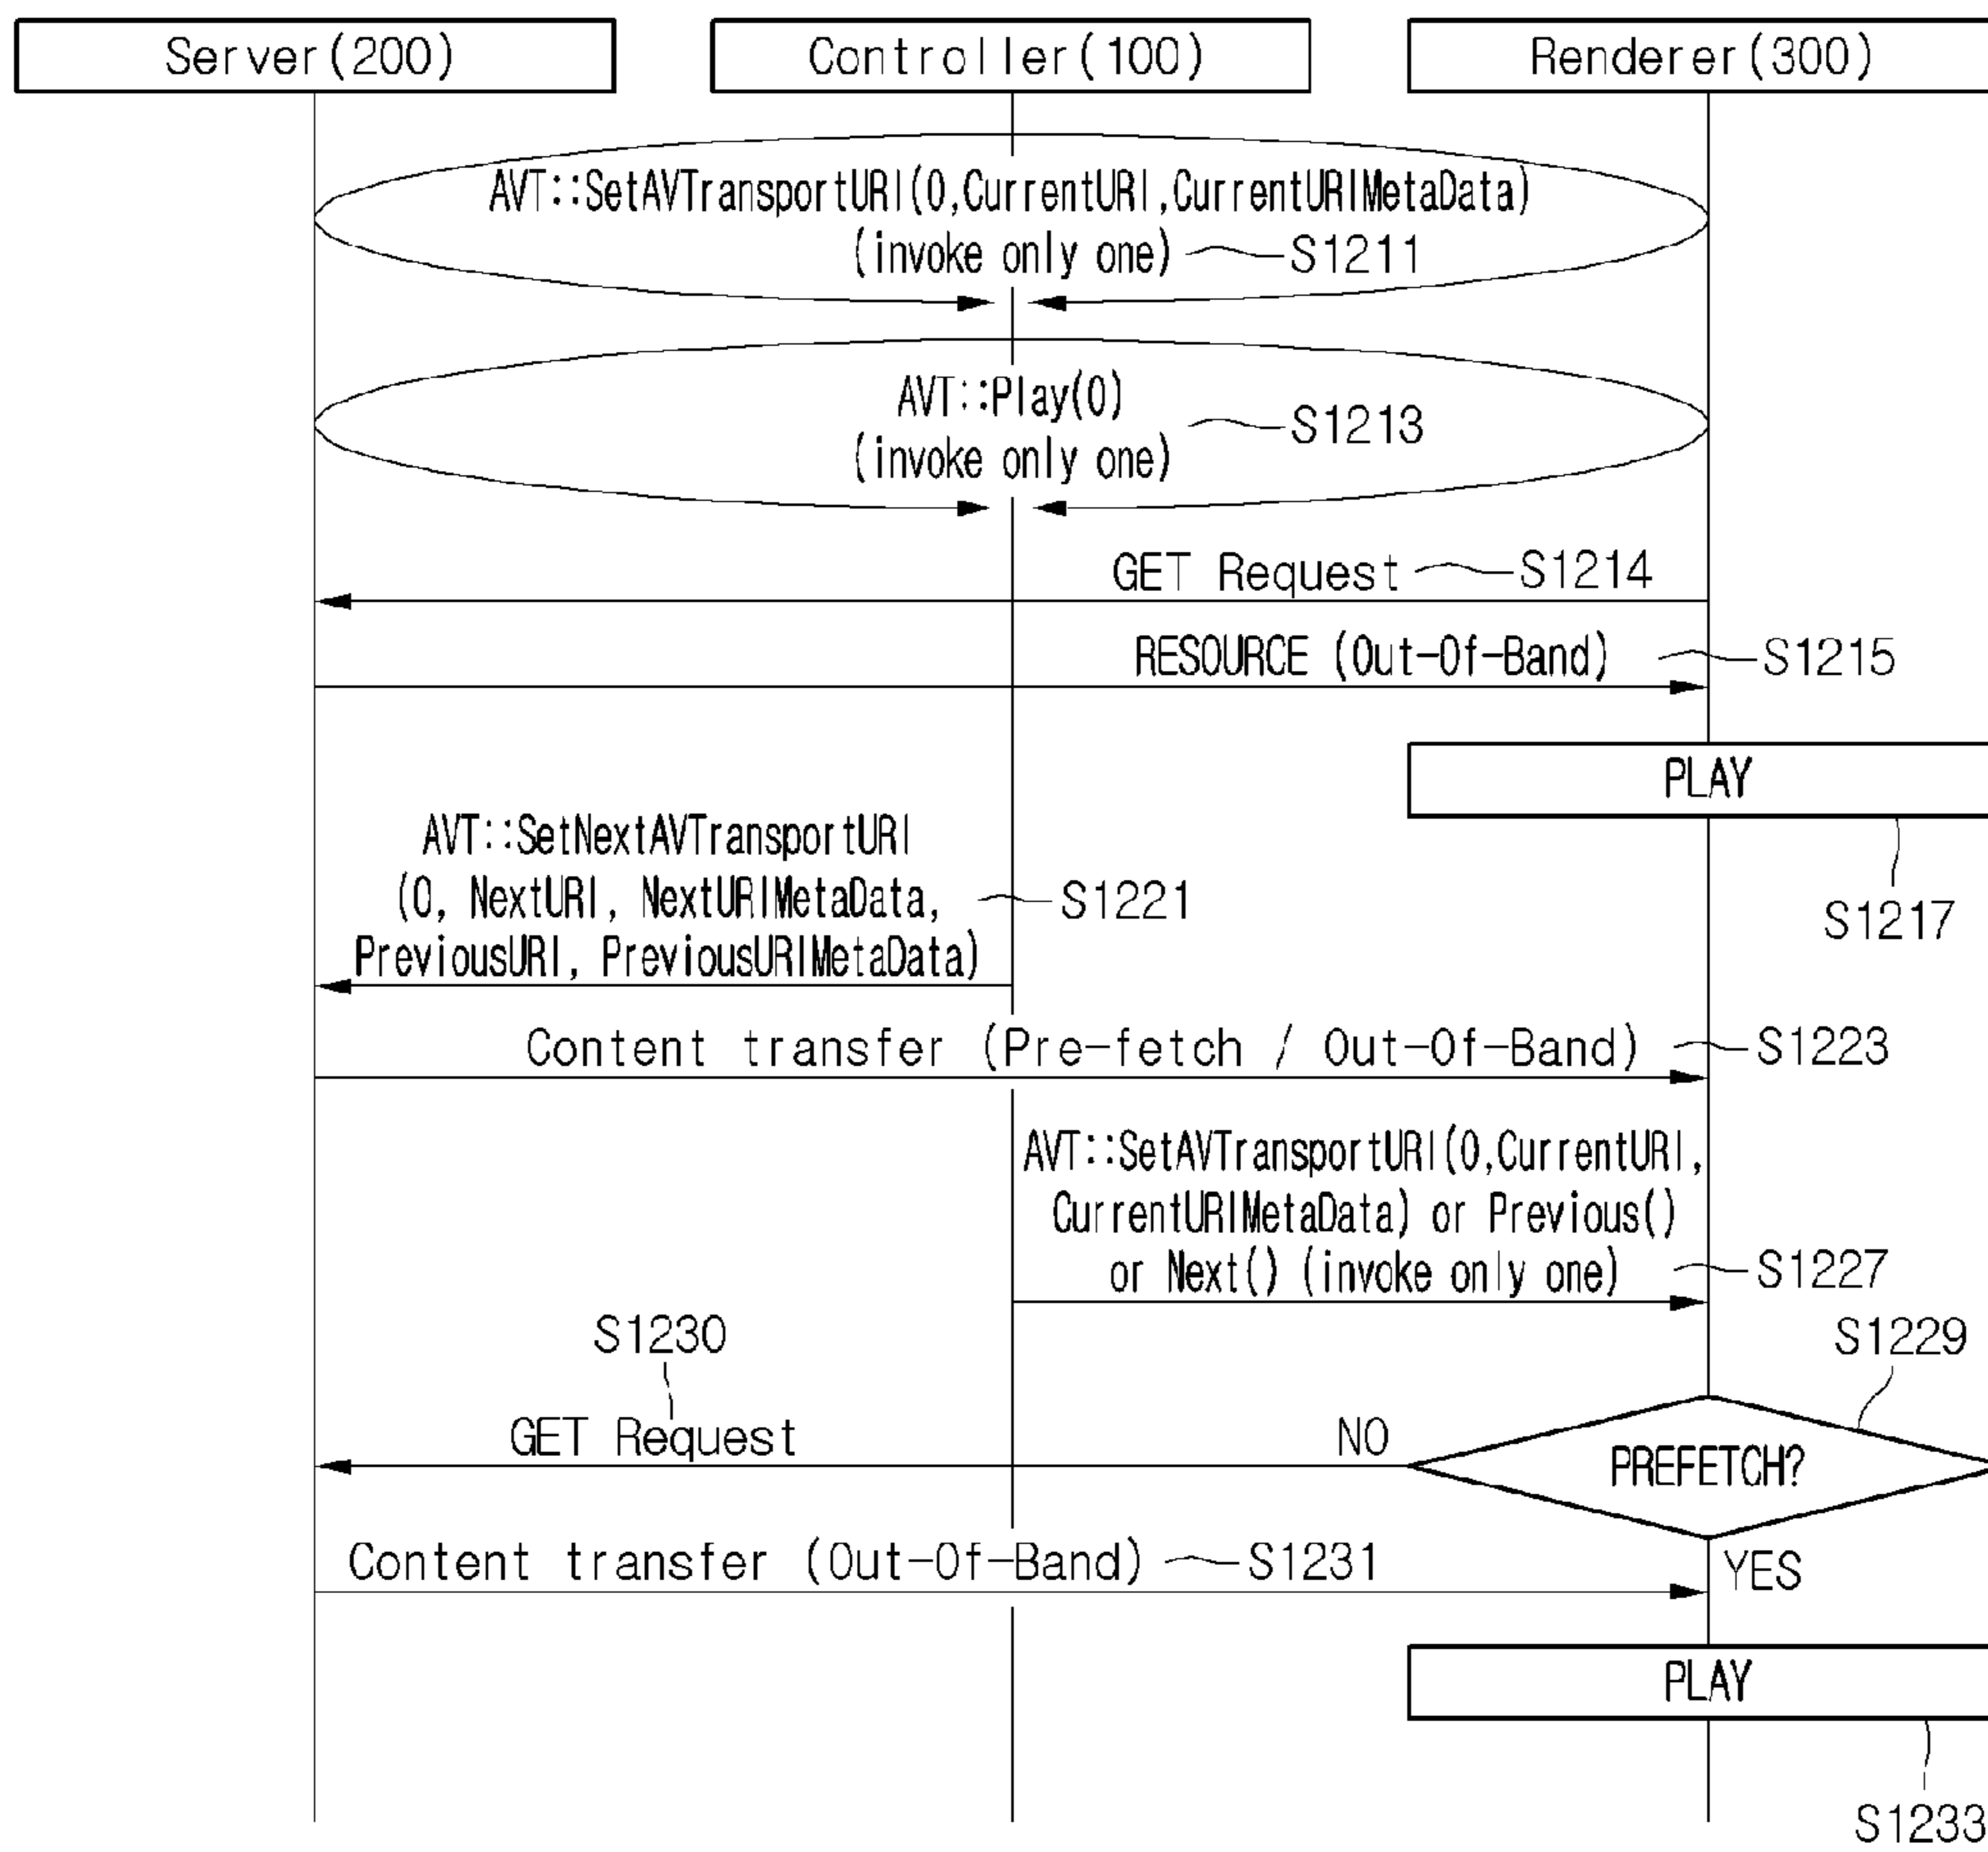 Server(200)
Controller(100)
Renderer(300)
AVT::SetAVTransportURI(0,CurrentURI,CurrentURIMetaData)
(invoke only one)
S1211
AVT::Play(0)
(invoke only one)
S1213
GET Request
S1214
RESOURCE (Out-Of-Band)
S1215
PLAY
S1217
AVT::SetNextAVTransportURI
(0, NextURI, NextURIMetaData,
PreviousURI, PreviousURIMetaData)
S1221
Content transfer (Pre-fetch / Out-Of-Band)
S1223
AVT::SetAVTransportURI(0,CurrentURI,
CurrentURIMetaData) or Previous()
or Next() (invoke only one)
S1227
S1230
S1229
GET Request
NO
PREFETCH?
Content transfer (Out-Of-Band)
S1231
YES
PLAY
S1233